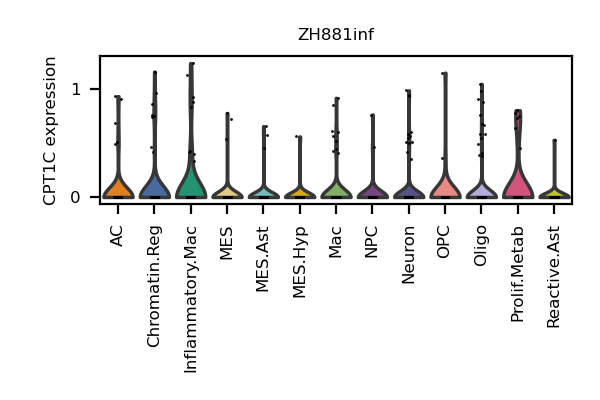 ZH881inf
CPT1C expression
1
0
AC
Chromatin.Reg
Inflammatory.Mac
MES
MES.Ast
MES.Hyp
Mac
NPC
Neuron
OPC
Oligo
Prolif.Metab
Reactive.Ast